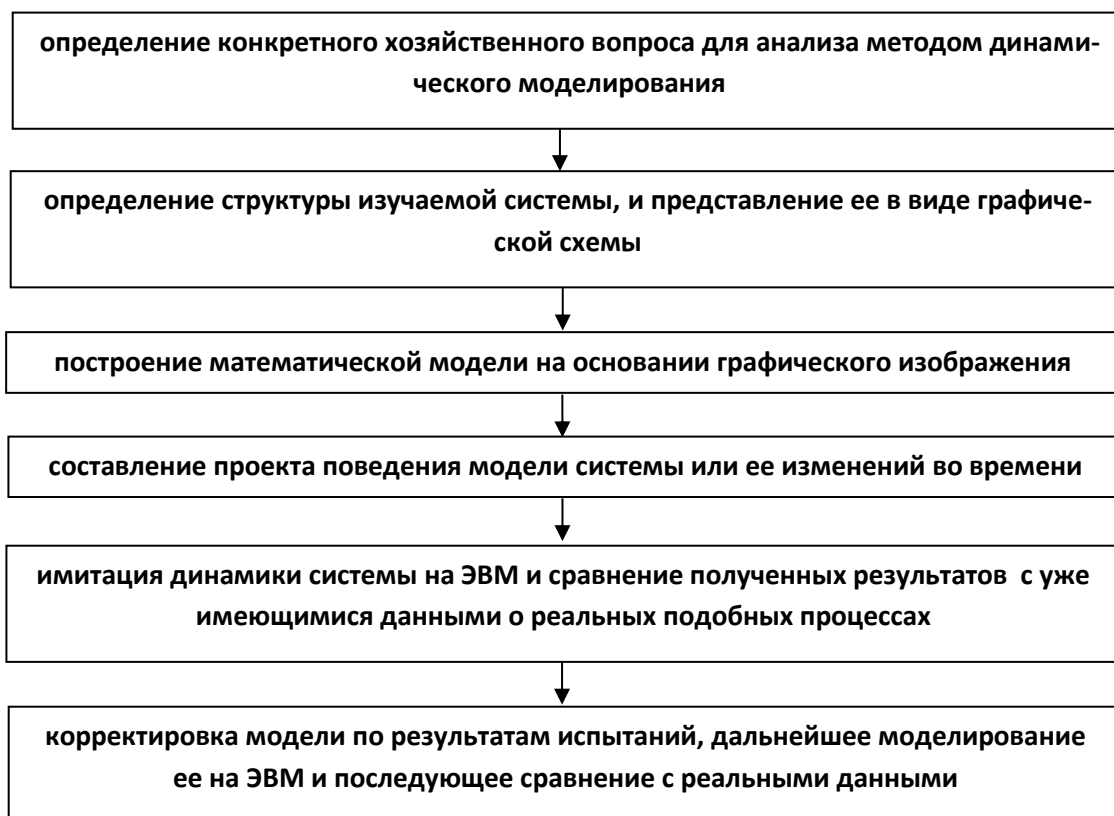 определение конкретного хозяйственного вопроса для анализа методом динами-
ческого моделирования
определение структуры изучаемой системы, и представление ее в виде графиче-
ской схемы
построение математической модели на основании графического изображения
составление проекта поведения модели системы или ее изменений во времени
имитация динамики системы на ЭВМ и сравнение полученных результатов с уже
имеющимися данными о реальных подобных процессах
корректировка модели по результатам испытаний, дальнейшее моделирование
ее на ЭВМ и последующее сравнение с реальными данными